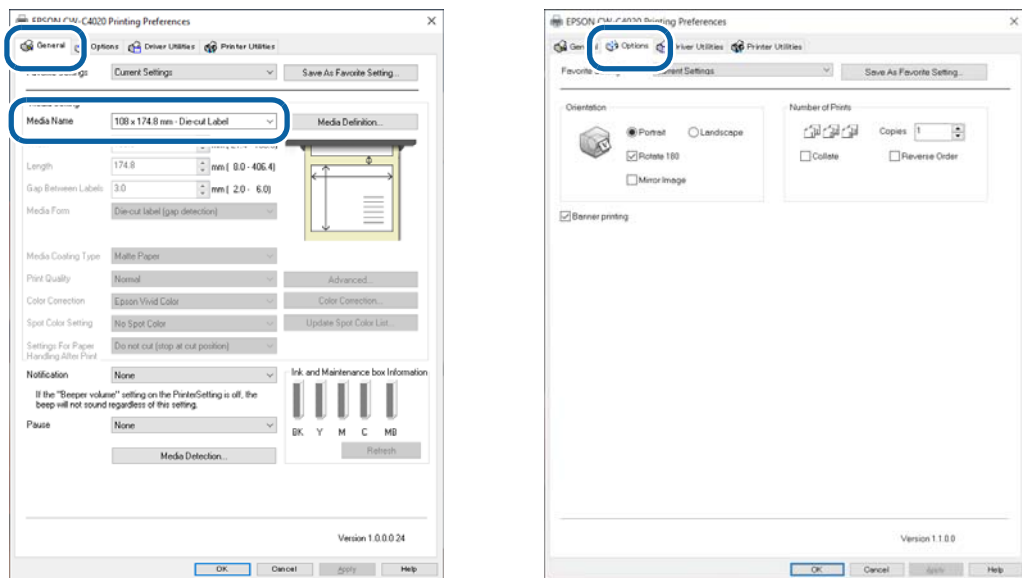 EPSON CW-C4020 Printing Preferences
General Options Driver Utilities Printer Utilities
Current Settings Save As Favorite Setting...
Media Name 108 x 174.8 mm - Die-cut Label Media Definition...
Length 174.8 mm ( 8.0 - 406.4)
Gap Between Labels 3.0 mm ( 2.0 - 6.0)
Media Form Die-cut label (gap detection)
Media Coating Type Matte Paper
Print Quality Normal Advanced...
Color Correction Epson Vivid Color Color Correction...
Spot Color Setting No Spot Color Update Spot Color List...
Settings For Paper
Handling After Print
Do not cut (stop at cut position)
Notification None
If the "Beeper volume" setting on the PrinterSetting is off, the
beep will not sound regardless of this setting.
Pause None
Media Detection...
Ink and Maintenance box Information
BK Y M C MB
Refresh
Version 1.0.0.0 24
OK Cancel Apply Help
EPSON CW-C4020 Printing Preferences
Options Driver Utilities Printer Utilities
Favorite Current Settings Save As Favorite Setting...
Orientation
Portrait Landscape
Rotate 180
Mirror Image
Number of Prints
Copies 1
Collate Reverse Order
Banner printing
Version 1.1.0.0
OK Cancel Apply Help